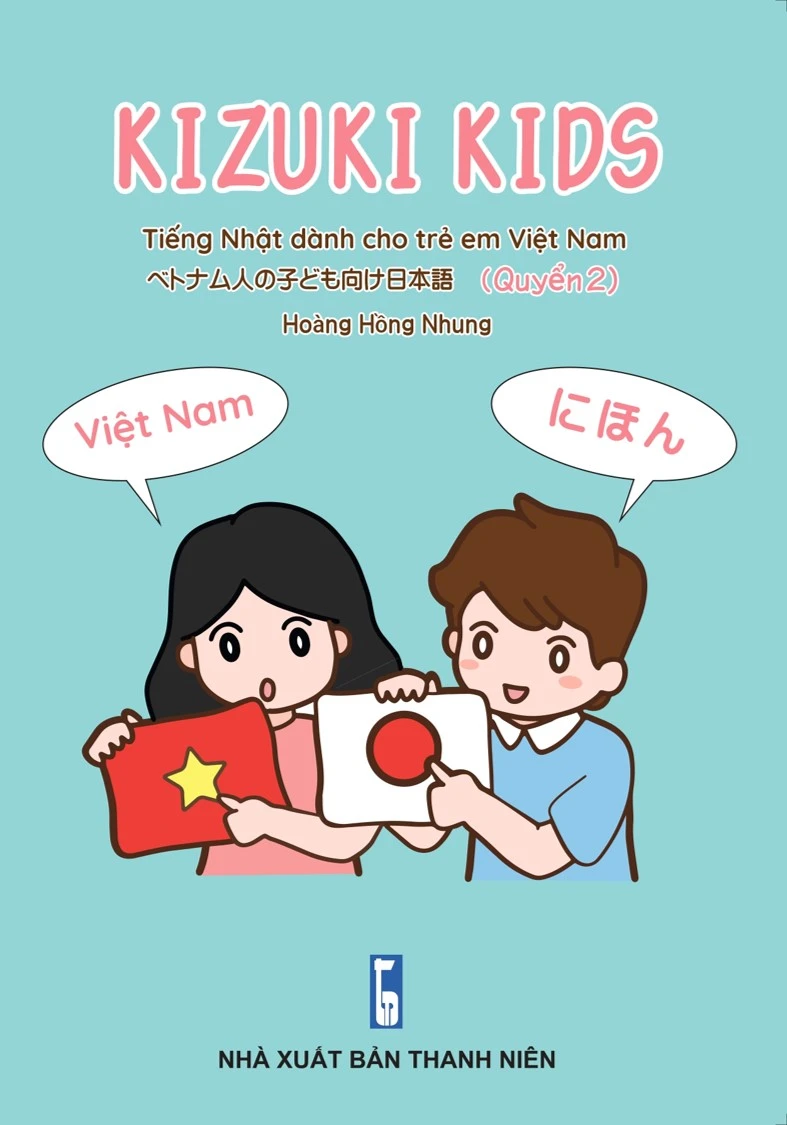 KIZUKI KIDS
Tiếng Nhật dành cho trẻ em Việt Nam
ベトナム人の子ども向け日本語 (Quyển 2)
Hoàng Hồng Nhung
Việt Nam
にほん
NHÀ XUẤT BẢN THANH NIÊN